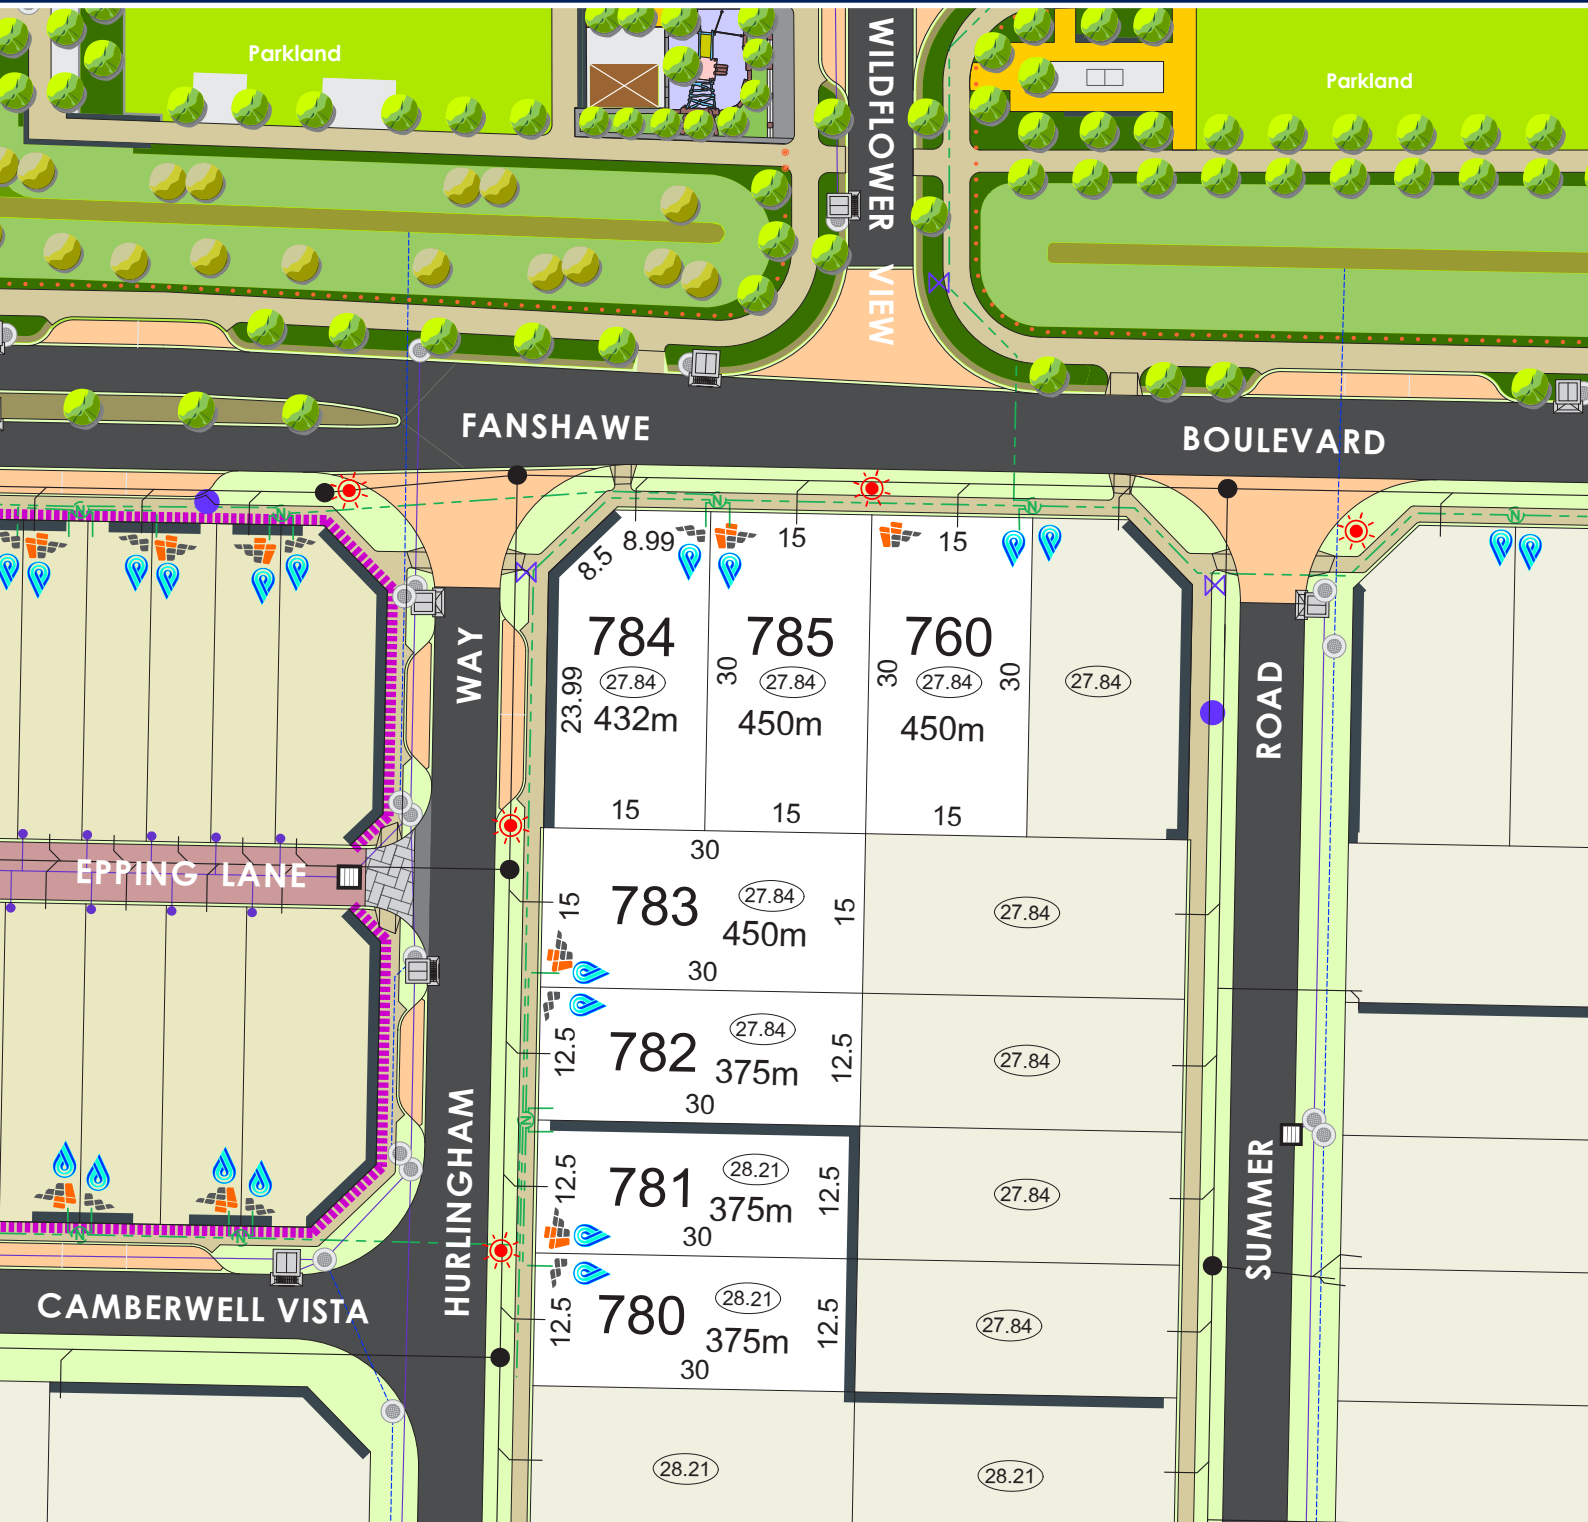 Parkland
Parkland
WILDFLOWER VIEW
FANSHAWE
BOULEVARD
N
N
N
N
N
8.5
8.99
15
15
784
27.84
432m
23.99
30
15
785
27.84
450m
30
15
760
27.84
450m
30
15
27.84
WAY
ROAD
EPPING LANE
30
15
783
27.84
450m
15
30
27.84
12.5
782
27.84
375m
12.5
30
27.84
N
12.5
781
28.21
375m
12.5
30
27.84
12.5
780
28.21
375m
12.5
30
27.84
HURLINGHAM
SUMMER
N
N
CAMBERWELL VISTA
28.21
28.21